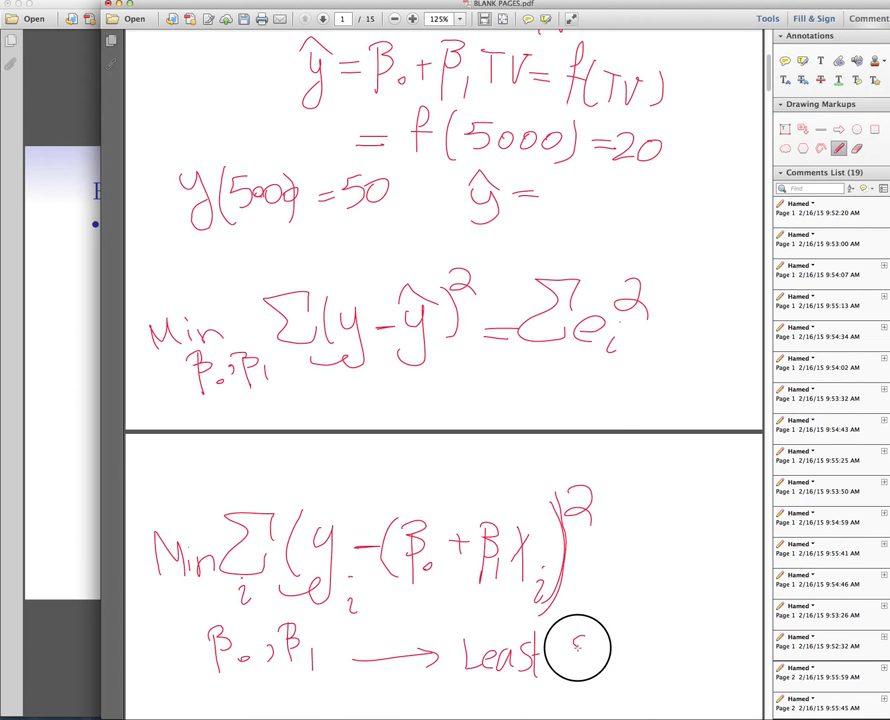 BLANK PAGES.pdf
Open
Open
1 / 15
125%
Tools
Fill & Sign
Comment
ŷ = β₀ + β₁ TV = f(TV)
= f(5000) = 20
y(5000) = 50 ŷ =
Min Σ(y - ŷ)² = Σ eᵢ²
β₀, β₁
Min Σ (yᵢ - (β₀ + β₁ xᵢ))²
i
β₀, β₁ → Least S
Annotations
T
T T T T T
Drawing Markups
T
Comments List (19)
Find
Hamed
Page 1 2/16/15 9:52:20 AM
Hamed
Page 1 2/16/15 9:53:00 AM
Hamed
Page 1 2/16/15 9:54:07 AM
Hamed
Page 1 2/16/15 9:55:13 AM
Hamed
Page 1 2/16/15 9:54:34 AM
Hamed
Page 1 2/16/15 9:54:02 AM
Hamed
Page 1 2/16/15 9:53:32 AM
Hamed
Page 1 2/16/15 9:54:43 AM
Hamed
Page 1 2/16/15 9:55:25 AM
Hamed
Page 1 2/16/15 9:53:50 AM
Hamed
Page 1 2/16/15 9:54:59 AM
Hamed
Page 1 2/16/15 9:55:41 AM
Hamed
Page 1 2/16/15 9:54:46 AM
Hamed
Page 1 2/16/15 9:53:26 AM
Hamed
Page 1 2/16/15 9:52:32 AM
Hamed
Page 2 2/16/15 9:55:59 AM
Hamed
Page 2 2/16/15 9:55:45 AM